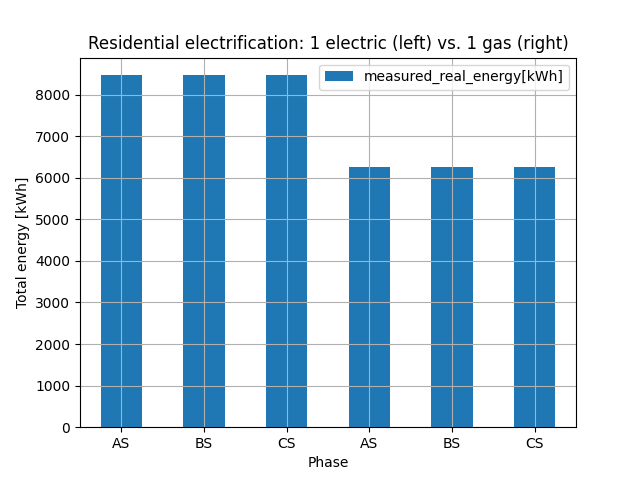 Residential electrification: 1 electric (left) vs. 1 gas (right)
measured_real_energy[kWh]
8000
7000
6000
5000
4000
3000
2000
1000
0
Total energy [kWh]
AS BS CS AS BS CS
Phase